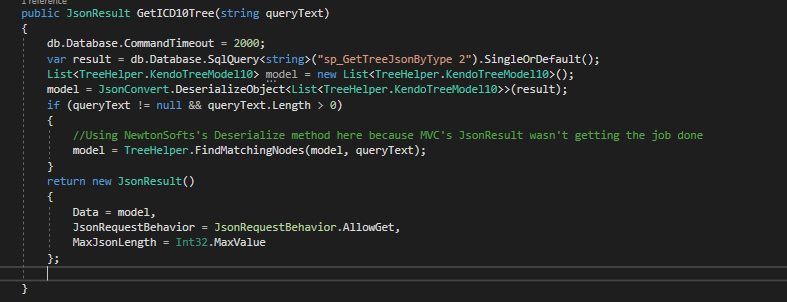 1 reference
public JsonResult GetICD10Tree(string queryText)
{
db.Database.CommandTimeout = 2000;
var result = db.Database.SqlQuery<string>("sp_GetTreeJsonByType 2").SingleOrDefault();
List<TreeHelper.KendoTreeModel10> model = new List<TreeHelper.KendoTreeModel10>();
model = JsonConvert.DeserializeObject<List<TreeHelper.KendoTreeModel10>>(result);
if (queryText != null && queryText.Length > 0)
{
//Using NewtonSofts's Deserialize method here because MVC's JsonResult wasn't getting the job done
model = TreeHelper.FindMatchingNodes(model, queryText);
}
return new JsonResult()
{
Data = model,
JsonRequestBehavior = JsonRequestBehavior.AllowGet,
MaxJsonLength = Int32.MaxValue
};
}